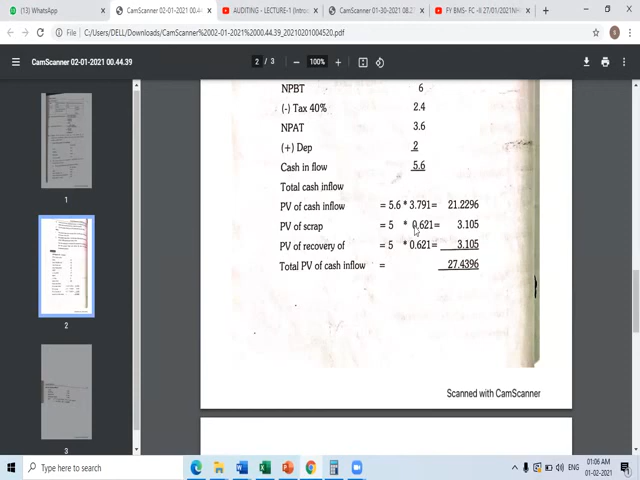 (13) WhatsApp
CamScanner 02-01-2021 00.44
AUDITING - LECTURE-1 (Introd
CamScanner 01-30-2021 08.2
FY BMS- FC -II 27/01/2021
File | C:/Users/DELL/Downloads/CamScanner%2002-01-2021%2000.44.39_20210201004520.pdf
CamScanner 02-01-2021 00.44.39
2 / 3
100%
NPBT 6
(-) Tax 40% 2.4
NPAT 3.6
(+) Dep 2
Cash in flow 5.6
Total cash inflow
PV of cash inflow = 5.6 * 3.791= 21.2296
PV of scrap = 5 * 0.621= 3.105
PV of recovery of = 5 * 0.621= 3.105
Total PV of cash inflow = 27.4396
Scanned with CamScanner
1
2
3
Type here to search
ENG
01:06 AM
01-02-2021